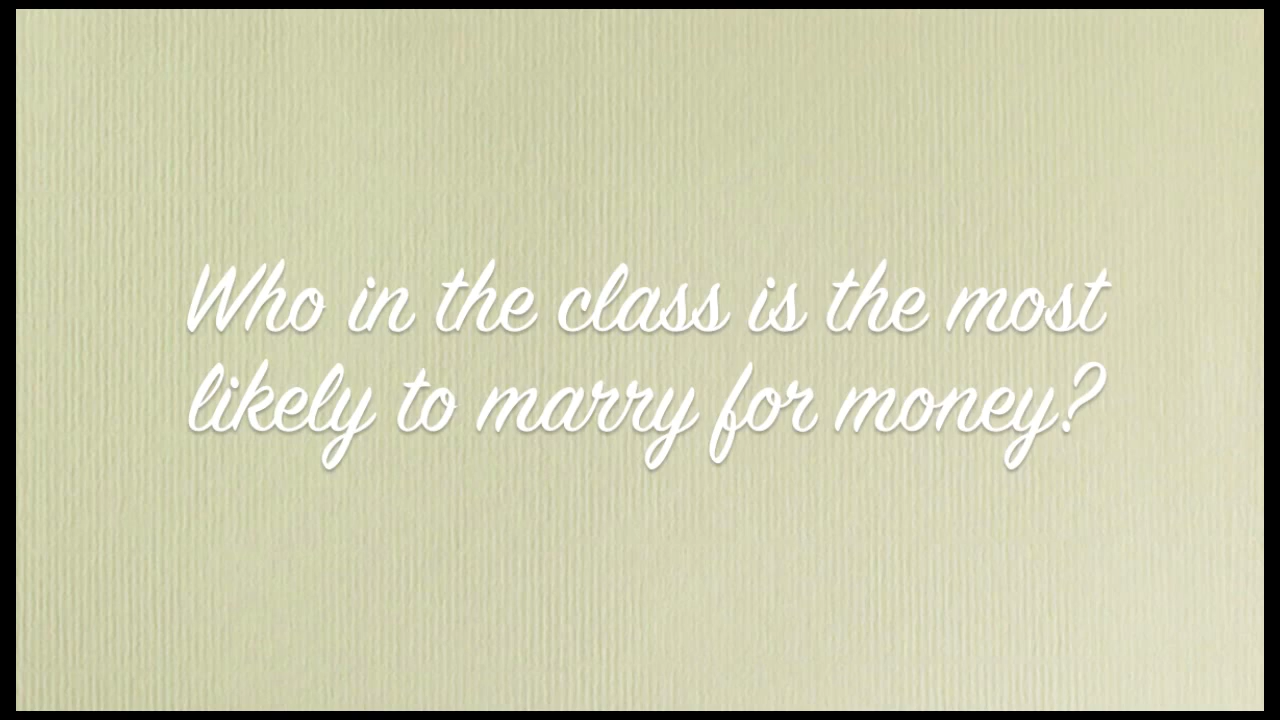 Who in the class is the most
likely to marry for money?